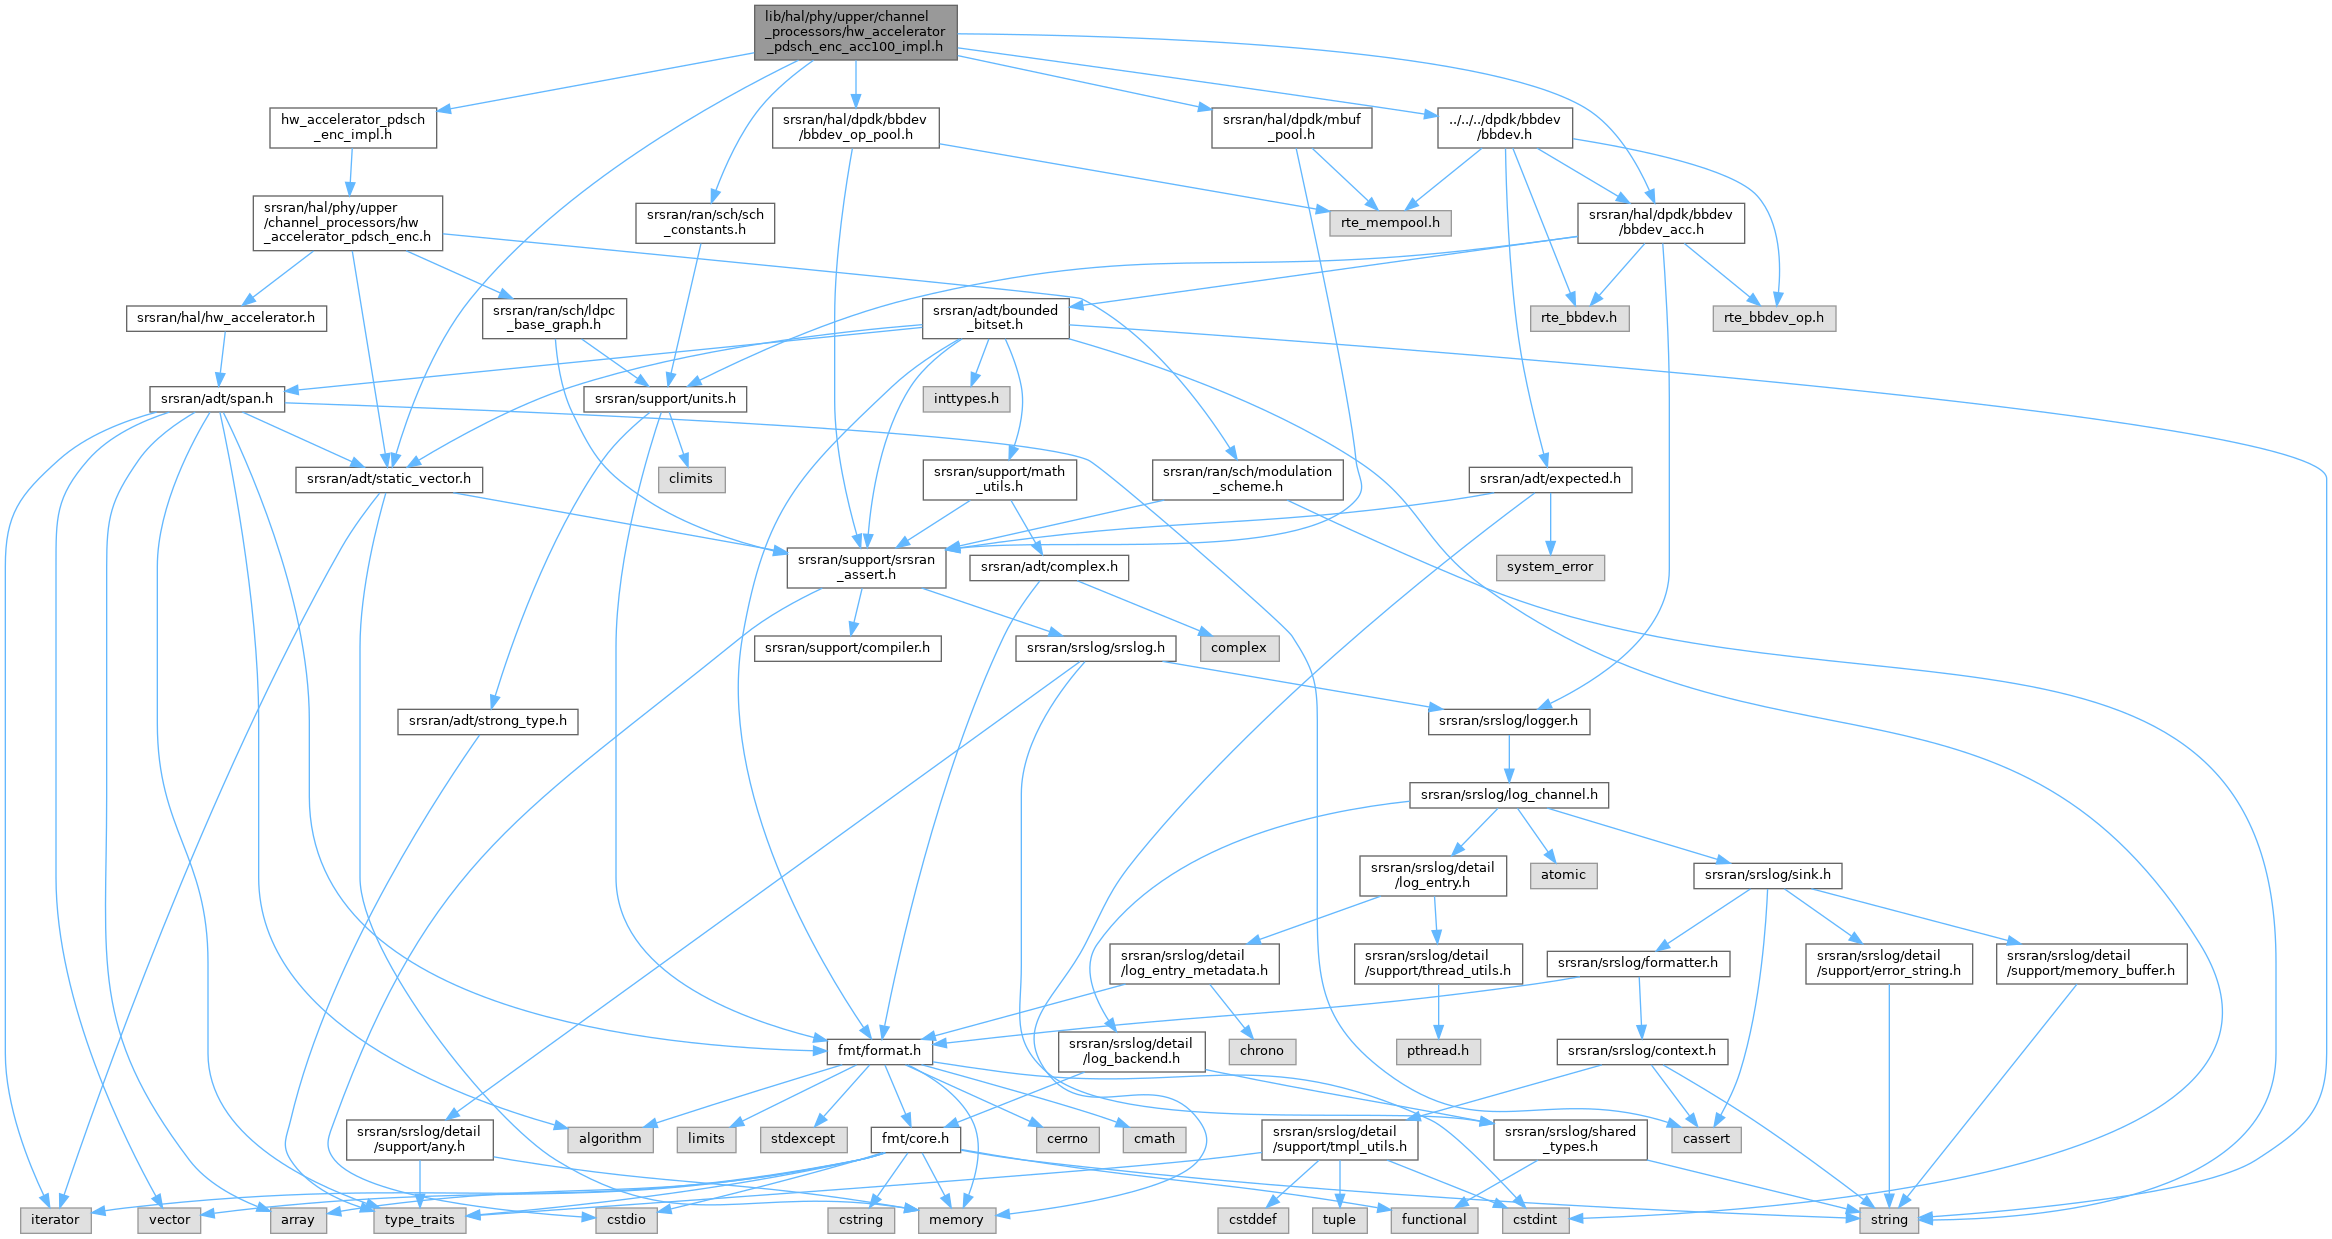 lib/hal/phy/upper/channel
_processors/hw_accelerator
_pdsch_enc_acc100_impl.h
hw_accelerator_pdsch
_enc_impl.h
srsran/hal/dpdk/bbdev
/bbdev_op_pool.h
srsran/hal/dpdk/mbuf
_pool.h
../../../dpdk/bbdev
/bbdev.h
srsran/hal/phy/upper
/channel_processors/hw
_accelerator_pdsch_enc.h
srsran/ran/sch/sch
_constants.h
rte_mempool.h
srsran/hal/dpdk/bbdev
/bbdev_acc.h
srsran/hal/hw_accelerator.h
srsran/ran/sch/ldpc
_base_graph.h
srsran/adt/bounded
_bitset.h
rte_bbdev.h
rte_bbdev_op.h
srsran/adt/span.h
srsran/support/units.h
inttypes.h
srsran/adt/static_vector.h
climits
srsran/support/math
_utils.h
srsran/ran/sch/modulation
_scheme.h
srsran/adt/expected.h
srsran/support/srsran
_assert.h
srsran/adt/complex.h
system_error
srsran/support/compiler.h
srsran/srslog/srslog.h
complex
srsran/adt/strong_type.h
srsran/srslog/logger.h
srsran/srslog/log_channel.h
srsran/srslog/detail
/log_entry.h
atomic
srsran/srslog/sink.h
srsran/srslog/detail
/log_entry_metadata.h
srsran/srslog/detail
/support/thread_utils.h
srsran/srslog/formatter.h
srsran/srslog/detail
/support/error_string.h
srsran/srslog/detail
/support/memory_buffer.h
fmt/format.h
srsran/srslog/detail
/log_backend.h
chrono
pthread.h
srsran/srslog/context.h
srsran/srslog/detail
/support/any.h
algorithm
limits
stdexcept
fmt/core.h
cerrno
cmath
srsran/srslog/detail
/support/tmpl_utils.h
srsran/srslog/shared
_types.h
cassert
iterator
vector
array
type_traits
cstdio
cstring
memory
cstddef
tuple
functional
cstdint
string